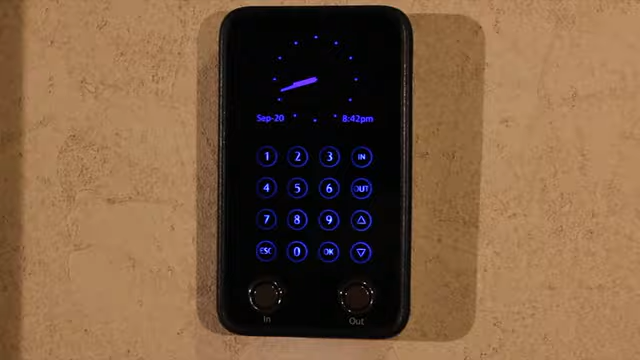 Sep-20 8:42pm
1 2 3 IN
4 5 6 OUT
7 8 9
ESC 0 OK
In Out